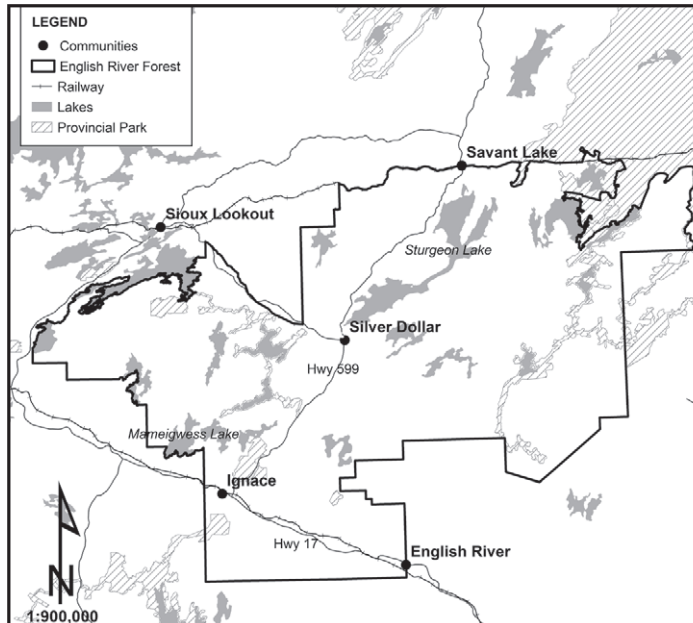 LEGEND
Communities
English River Forest
Railway
Lakes
Provincial Park
Savant Lake
Sioux Lookout
Sturgeon Lake
Silver Dollar
Hwy 599
Mameigwess Lake
Ignace
Hwy 17
English River
N
1:900,000